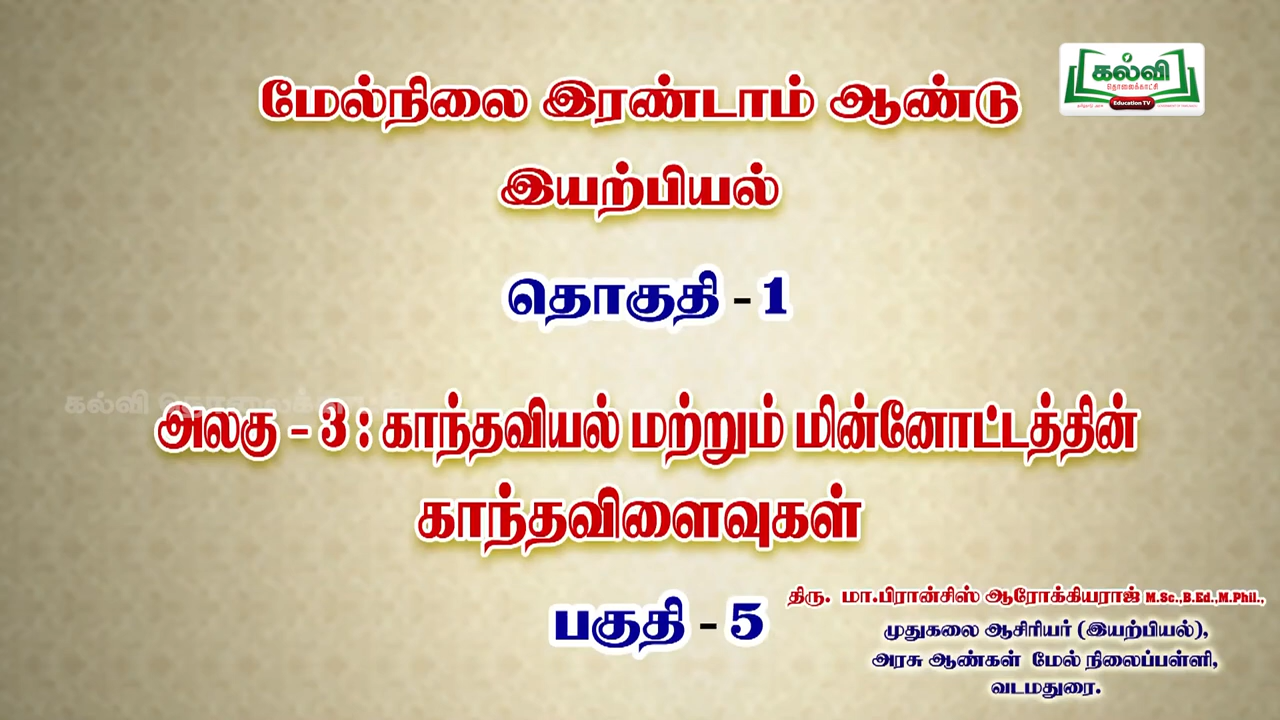 கல்வி
தொலைக்காட்சி
Education TV
மேல்நிலை இரண்டாம் ஆண்டு
இயற்பியல்
தொகுதி - 1
கல்வி தொலைக்காட்சி
அலகு - 3 : காந்தவியல் மற்றும் மின்னோட்டத்தின்
காந்தவிளைவுகள்
பகுதி - 5
திரு. மா.பிரான்சிஸ் ஆரோக்கியராஜ் M.Sc.,B.Ed.,M.Phil.,
முதுகலை ஆசிரியர் (இயற்பியல்),
அரசு ஆண்கள் மேல் நிலைப்பள்ளி,
வடமதுரை.